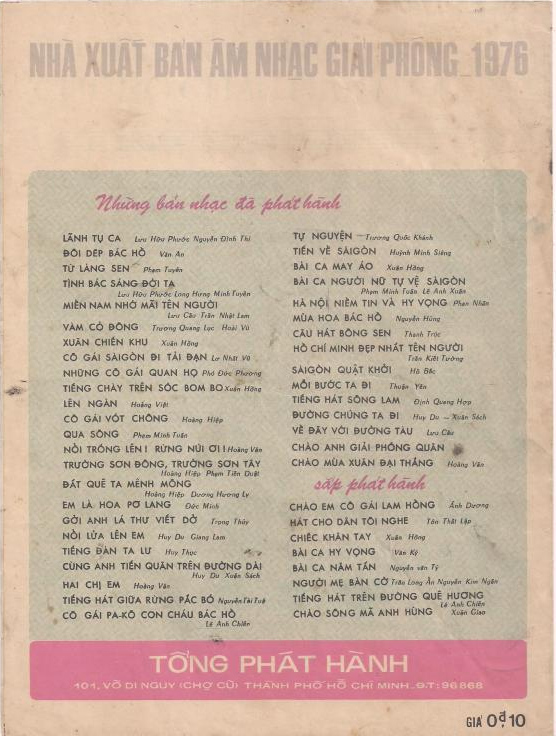 NHÀ XUẤT BẢN ÂM NHẠC GIẢI PHÓNG _1976
Những bản nhạc đã phát hành
LÃNH TỤ CA Lưu Hữu Phước Nguyễn Đình Thi
ĐÔI DÉP BÁC HỒ Văn An
TỪ LÀNG SEN Phạm Tuyên
TÌNH BÁC SÁNG ĐỜI TA
Lưu Hữu Phước Long Hưng Minh Tuyền
MIỀN NAM NHỚ MÃI TÊN NGƯỜI
Lưu Cầu Trần Nhật Lam
VÀM CỎ ĐÔNG Trương Quang Lục Hoài Vũ
XUÂN CHIẾN KHU Xuân Hồng
CÔ GÁI SÀIGÒN ĐI TẢI ĐẠN Lư Nhất Vũ
NHỮNG CÔ GÁI QUAN HỌ Phó Đức Phương
TIẾNG CHÀY TRÊN SÓC BOM BO Xuân Hồng
LÊN NGÀN Hoàng Việt
CÔ GÁI VÓT CHÔNG Hoàng Hiệp
QUA SÔNG Phạm Minh Tuấn
NỔI TRỐNG LÊN! RỪNG NÚI ƠI! Hoàng Vân
TRƯỜNG SƠN ĐÔNG, TRƯỜNG SƠN TÂY
Hoàng Hiệp Phạm Tiến Duật
ĐẤT QUÊ TA MÊNH MÔNG
Hoàng Hiệp Dương Hương Ly
EM LÀ HOA PƠ LANG Đức Minh
GỞI ANH LÁ THƯ VIẾT DỞ Trọng Thủy
NỔI LỬA LÊN EM Huy Du Giang Lam
TIẾNG ĐÀN TA LƯ Huy Thục
CÙNG ANH TIẾN QUÂN TRÊN ĐƯỜNG DÀI
Huy Du Xuân Sách
HAI CHỊ EM Hoàng Vân
TIẾNG HÁT GIỮA RỪNG PẮC BÓ Nguyễn Tài Tuệ
CÔ GÁI PA-KÔ CON CHÁU BÁC HỒ
Lê Anh Chiến
TỰ NGUYỆN Trương Quốc Khánh
TIẾN VỀ SÀIGÒN Huỳnh Minh Siêng
BÀI CA MAY ÁO Xuân Hồng
BÀI CA NGƯỜI NỮ TỰ VỆ SÀIGÒN
Phạm Minh Tuấn Lê Anh Xuân
HÀ NỘI NIỀM TIN VÀ HY VỌNG Phan Nhân
MÙA HOA BÁC HỒ Nguyễn Hùng
CÂU HÁT BÔNG SEN Thanh Trúc
HỒ CHÍ MINH ĐẸP NHẤT TÊN NGƯỜI
Trần Kiết Tường
SÀIGÒN QUẬT KHỞI Hồ Bắc
MỖI BƯỚC TA ĐI Thuận Yến
TIẾNG HÁT SÔNG LAM Định Quang Hợp
ĐƯỜNG CHÚNG TA ĐI Huy Du - Xuân Sách
VỀ ĐÂY VỚI ĐƯỜNG TÀU Lưu Cầu
CHÀO ANH GIẢI PHÓNG QUÂN
CHÀO MÙA XUÂN ĐẠI THẮNG Hoàng Vân
sắp phát hành
CHÀO EM CÔ GÁI LAM HỒNG Ánh Dương
HÁT CHO DÂN TÔI NGHE Tôn Thất Lập
CHIẾC KHĂN TAY Xuân Hồng
BÀI CA HY VỌNG Văn Ký
BÀI CA NĂM TẤN Nguyễn văn Tý
NGƯỜI MẸ BÀN CỜ Trần Long Ẩn Nguyễn Kim Ngân
TIẾNG HÁT TRÊN ĐƯỜNG QUÊ HƯƠNG
Lê Anh Chiến
CHÀO SÔNG MÃ ANH HÙNG Xuân Giao
TỔNG PHÁT HÀNH
101, VÕ DI NGUY (CHỢ CŨ) THÀNH PHỐ HỒ CHÍ MINH_ĐT: 96868
GIÁ 0đ,10